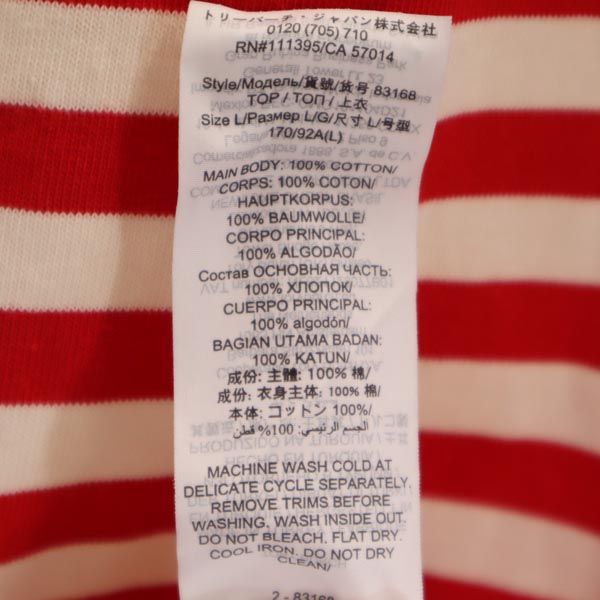 トリーバーチ・ジャパン株式会社
0120 (705) 710
RN#111395/CA 57014
Style/Модель/貨號/货号 83168
TOP / ТОП / 上衣
Size L/Размер L/G/尺寸 L/号型
170/92A(L)
MAIN BODY: 100% COTTON/
CORPS: 100% COTON/
HAUPTKORPUS:
100% BAUMWOLLE/
CORPO PRINCIPAL:
100% ALGODÃO/
Состав ОСНОВНАЯ ЧАСТЬ:
100% ХЛОПОК/
CUERPO PRINCIPAL:
100% algodón/
BAGIAN UTAMA BADAN:
100% KATUN/
成份: 主體: 100% 棉/
成份: 衣身主体: 100% 棉/
本体: コットン 100%/
الجسم الرئيسي: 100% قطن/
MACHINE WASH COLD AT
DELICATE CYCLE SEPARATELY.
REMOVE TRIMS BEFORE
WASHING, WASH INSIDE OUT.
DO NOT BLEACH. FLAT DRY.
COOL IRON. DO NOT DRY
CLEAN/
2 - 83168